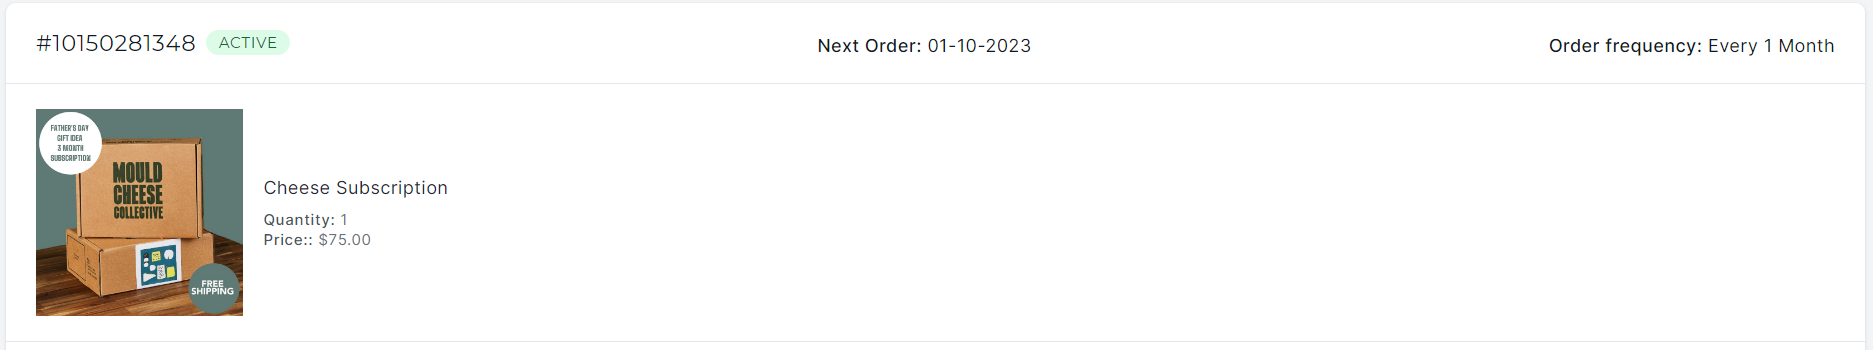 #10150281348 ACTIVE
Next Order: 01-10-2023
Order frequency: Every 1 Month
FATHER'S DAY
GIFT IDEA
3 MONTH
SUBSCRIPTION
MOULD
CHEESE
COLLECTIVE
FREE
SHIPPING
Cheese Subscription
Quantity: 1
Price:: $75.00